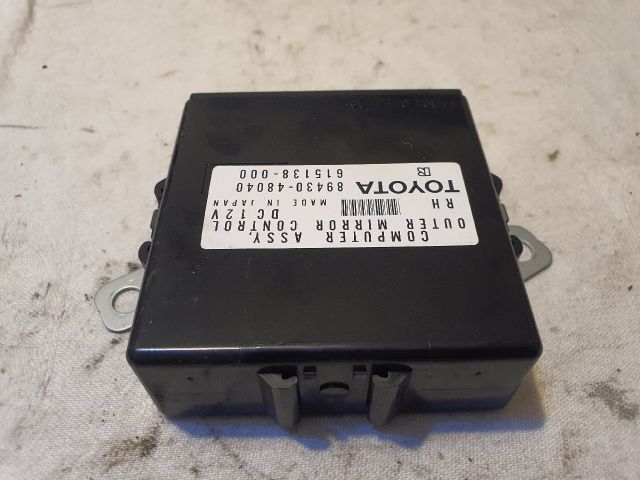 COMPUTER ASSY,
OUTER MIRROR CONTROL
RH DC 12V
MADE IN JAPAN
TOYOTA 89430-48040
615138-000